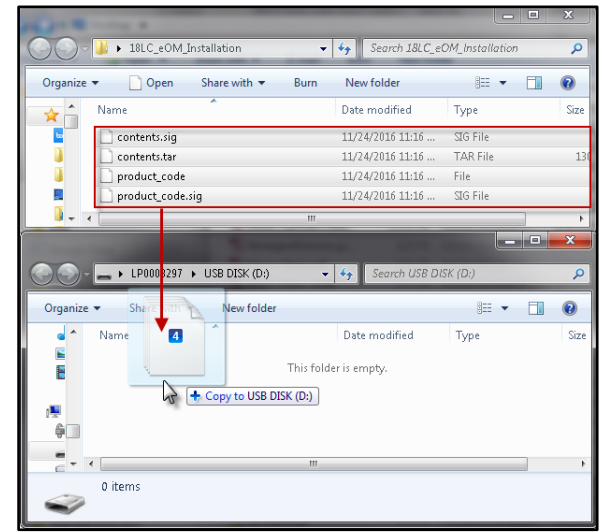 18LC_eOM_Installation
Search 18LC_eOM_Installation
Organize Open Share with Burn New folder
Name Date modified Type Size
contents.sig 11/24/2016 11:16 ... SIG File
contents.tar 11/24/2016 11:16 ... TAR File 130
product_code 11/24/2016 11:16 ... File
product_code.sig 11/24/2016 11:16 ... SIG File
USB DISK (D:)
Search USB DISK (D:)
Organize Share with New folder
Name Date modified Type Size
4
This folder is empty.
Copy to USB DISK (D:)
0 items